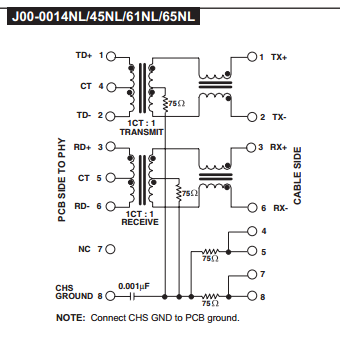 J00-0014NL/45NL/61NL/65NL
TD+ 1
1 TX+
CT 4
75Ω
TD- 2
2 TX-
1CT : 1
TRANSMIT
RD+ 3
3 RX+
CT 5
75Ω
RD- 6
6 RX-
1CT : 1
RECEIVE
PCB SIDE TO PHY
CABLE SIDE
4
NC 7
5
75Ω
7
CHS
GROUND 8
0.001µF
75Ω
8
NOTE: Connect CHS GND to PCB ground.